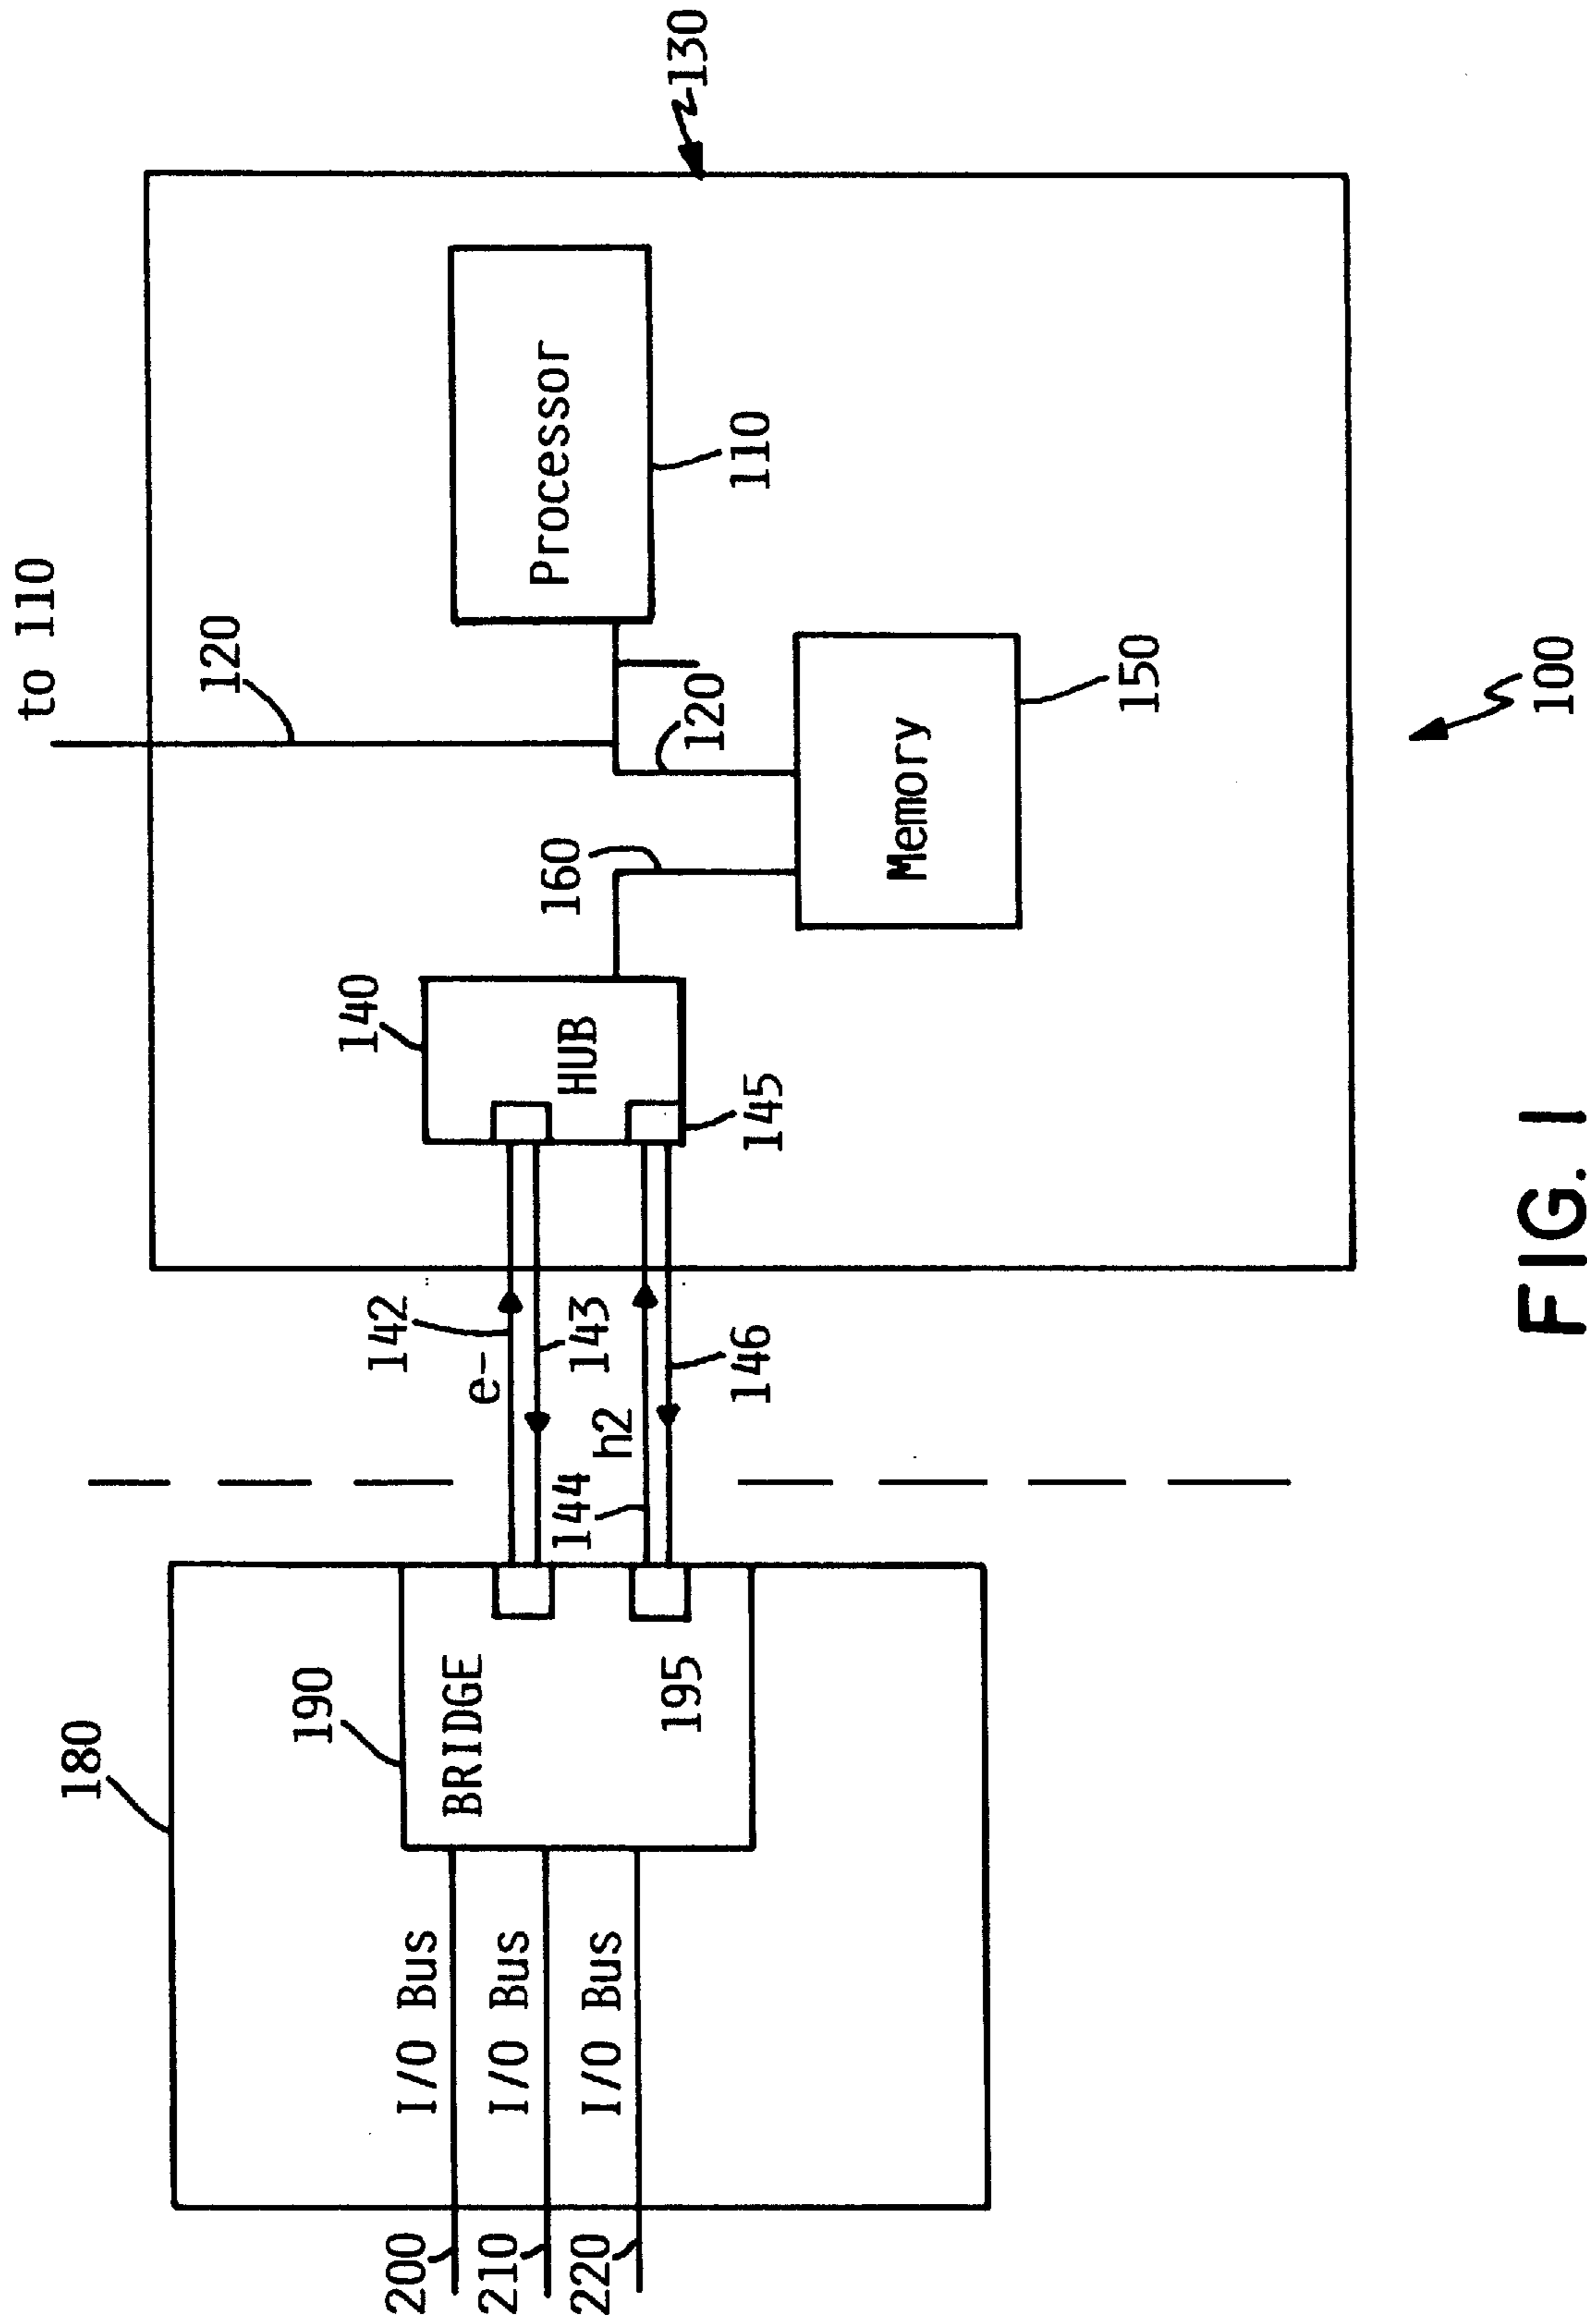 to 110
180
120
190
140
142
200
I/O Bus
BRIDGE
e-
210
I/O Bus
Processor
160
144
HUB
143
220
I/O Bus
h2
195
130
120
146
145
110
Memory
150
100
FIG. 1